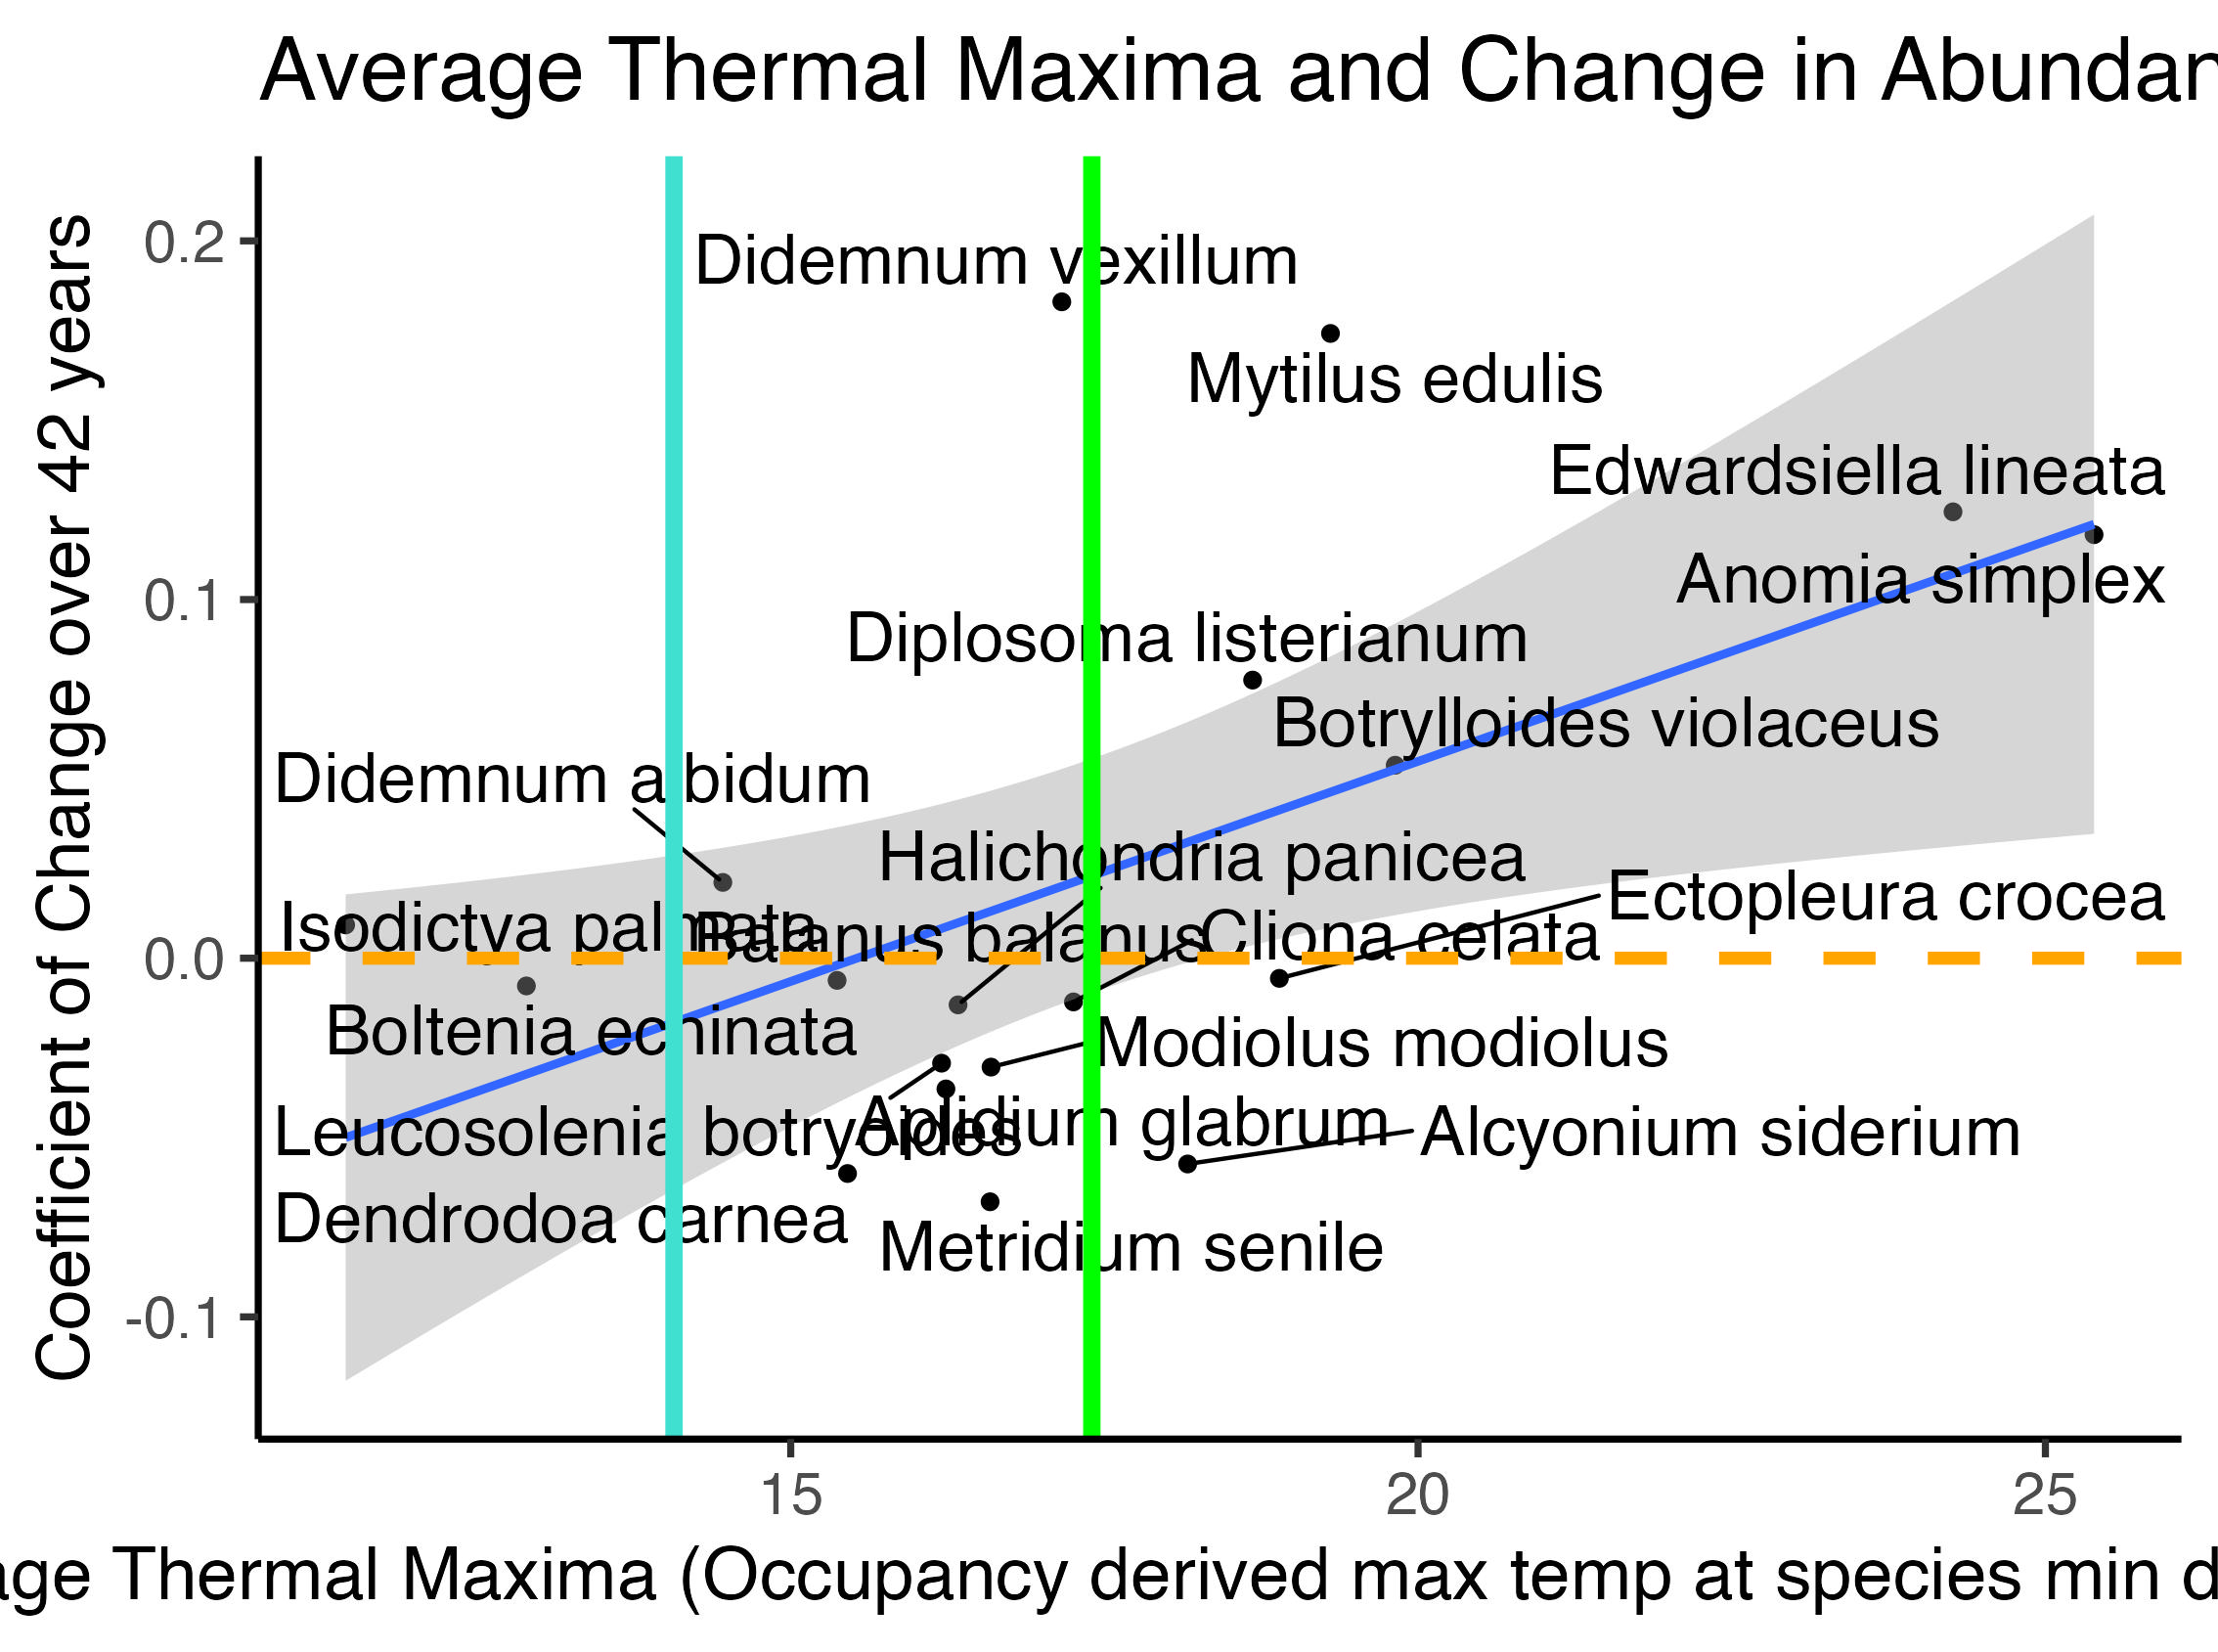 Average Thermal Maxima and Change in Abundan
Coefficient of Change over 42 years
0.2
0.1
0.0
-0.1
Didemnum vexillum
Mytilus edulis
Edwardsiella lineata
Anomia simplex
Diplosoma listerianum
Botrylloides violaceus
Didemnum albidum
Halichondria panicea
Ectopleura crocea
Isodictya palmata
Balanus balanus
Cliona celata
Boltenia echinata
Modiolus modiolus
Leucosolenia botryoides
Aplidium glabrum
Alcyonium siderium
Dendrodoa carnea
Metridium senile
15 20 25
age Thermal Maxima (Occupancy derived max temp at species min d